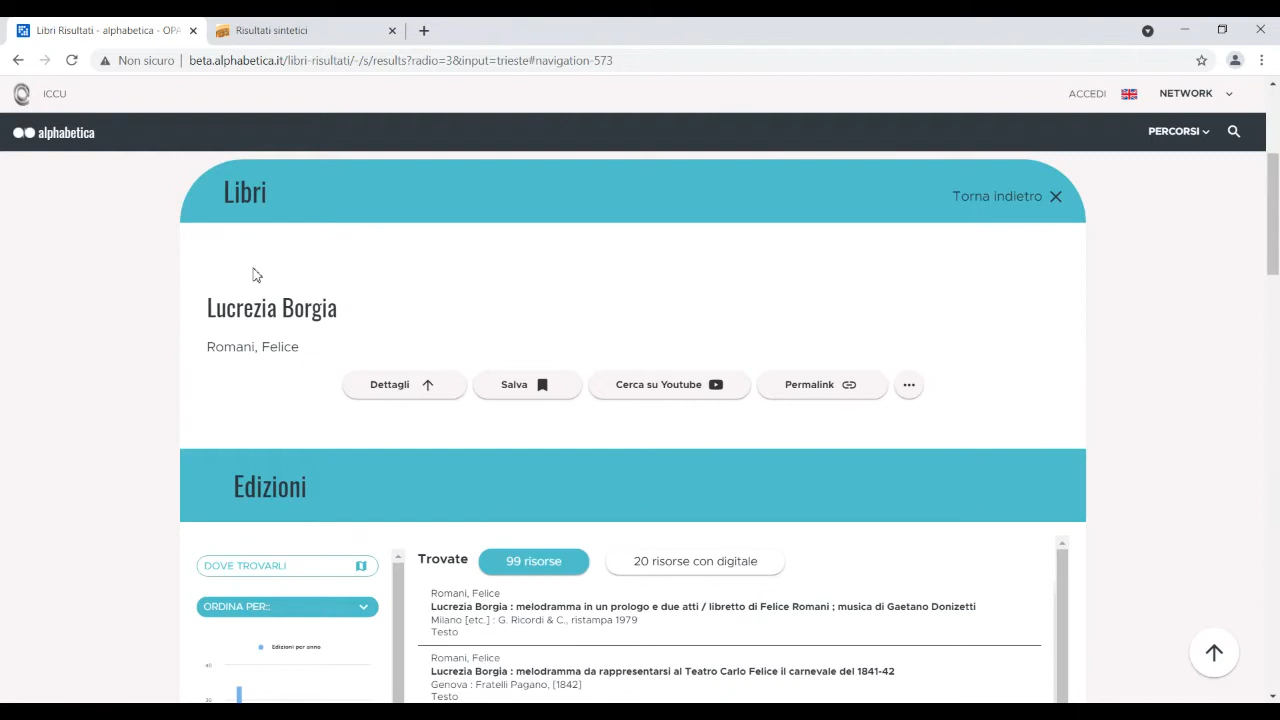 Libri Risultati - alphabetica - OPA
Risultati sintetici
Non sicuro
beta.alphabetica.it/libri-risultati/-/s/results?radio=3&input=trieste#navigation-573
ICCU
ACCEDI
NETWORK
alphabetica
PERCORSI
Libri
Torna indietro
Lucrezia Borgia
Romani, Felice
Dettagli
Salva
Cerca su Youtube
Permalink
Edizioni
DOVE TROVARLI
ORDINA PER::
Edizioni per anno
40
Trovate
99 risorse
20 risorse con digitale
Romani, Felice
Lucrezia Borgia : melodramma in un prologo e due atti / libretto di Felice Romani ; musica di Gaetano Donizetti
Milano [etc.] : G. Ricordi & C., ristampa 1979
Testo
Romani, Felice
Lucrezia Borgia : melodramma da rappresentarsi al Teatro Carlo Felice il carnevale del 1841-42
Genova : Fratelli Pagano, [1842]
Testo